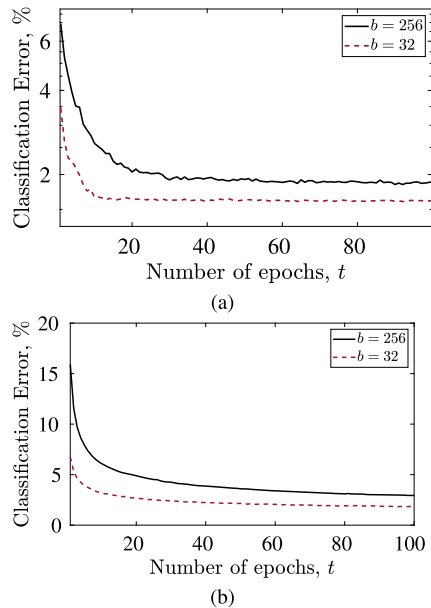 Classification Error, %
6
4
2
b = 256
b = 32
20 40 60 80
Number of epochs, t
(a)
Classification Error, %
20
15
10
5
0
b = 256
b = 32
20 40 60 80 100
Number of epochs, t
(b)